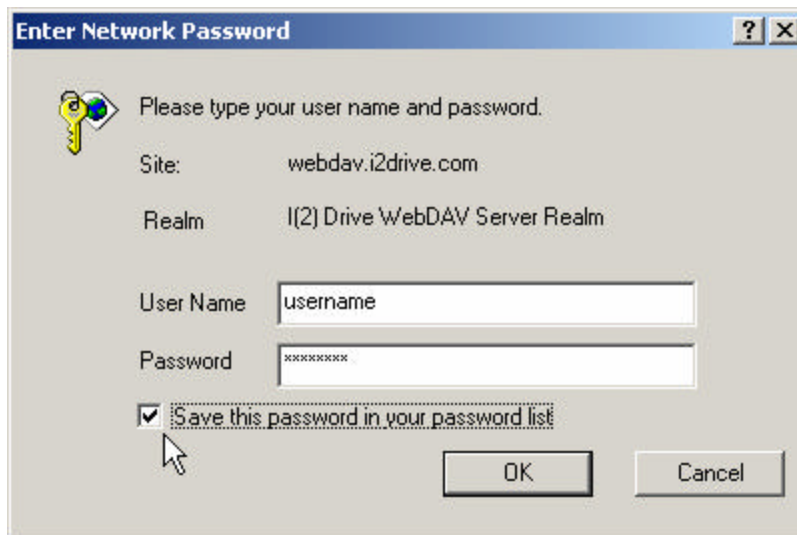 Enter Network Password
Please type your user name and password.
Site: webdav.i2drive.com
Realm I(2) Drive WebDAV Server Realm
User Name username
Password ********
Save this password in your password list
OK Cancel